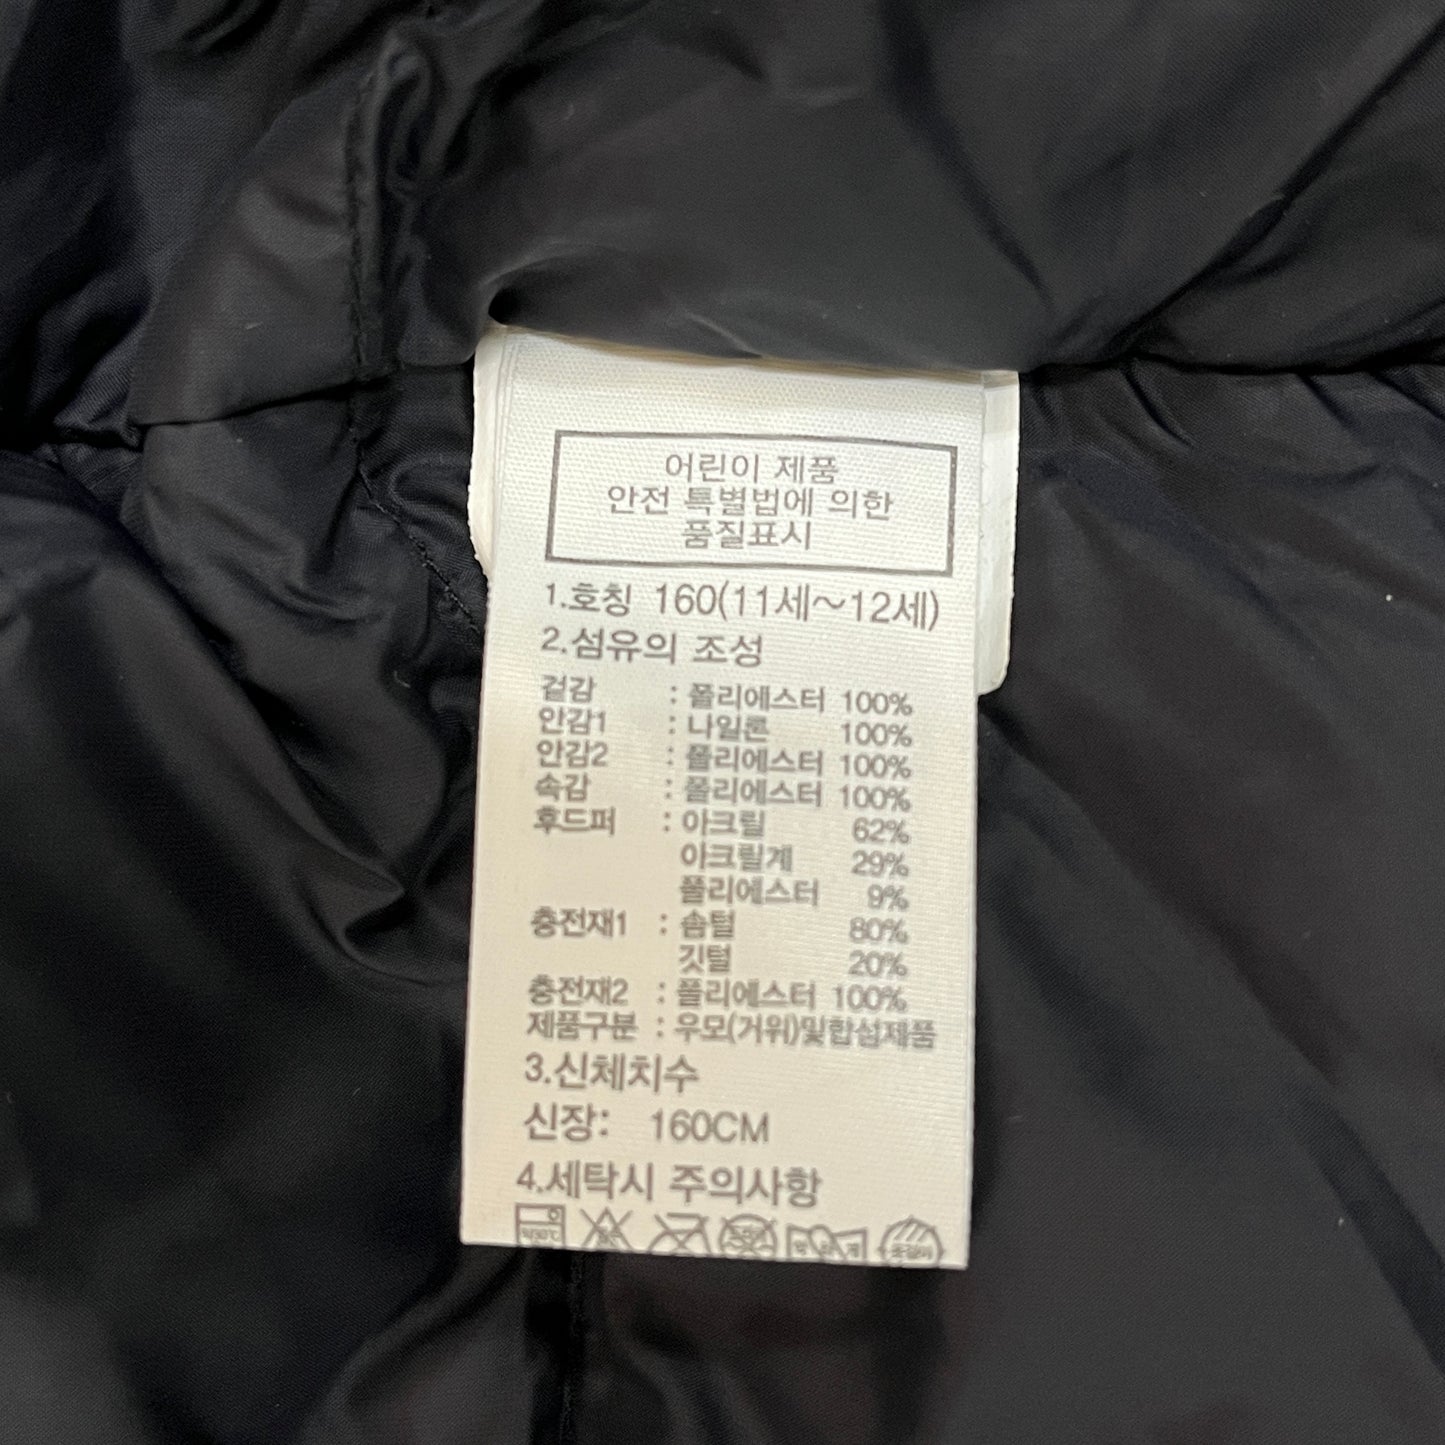 어린이 제품
안전 특별법에 의한
품질표시
1.호칭 160(11세~12세)
2.섬유의 조성
겉감 : 폴리에스터 100%
안감1 : 나일론 100%
안감2 : 폴리에스터 100%
속감 : 폴리에스터 100%
후드퍼 : 아크릴 62%
아크릴계 29%
폴리에스터 9%
충전재1 : 솜털 80%
깃털 20%
충전재2 : 폴리에스터 100%
제품구분 : 우모(거위)및합섬제품
3.신체치수
신장: 160CM
4.세탁시 주의사항